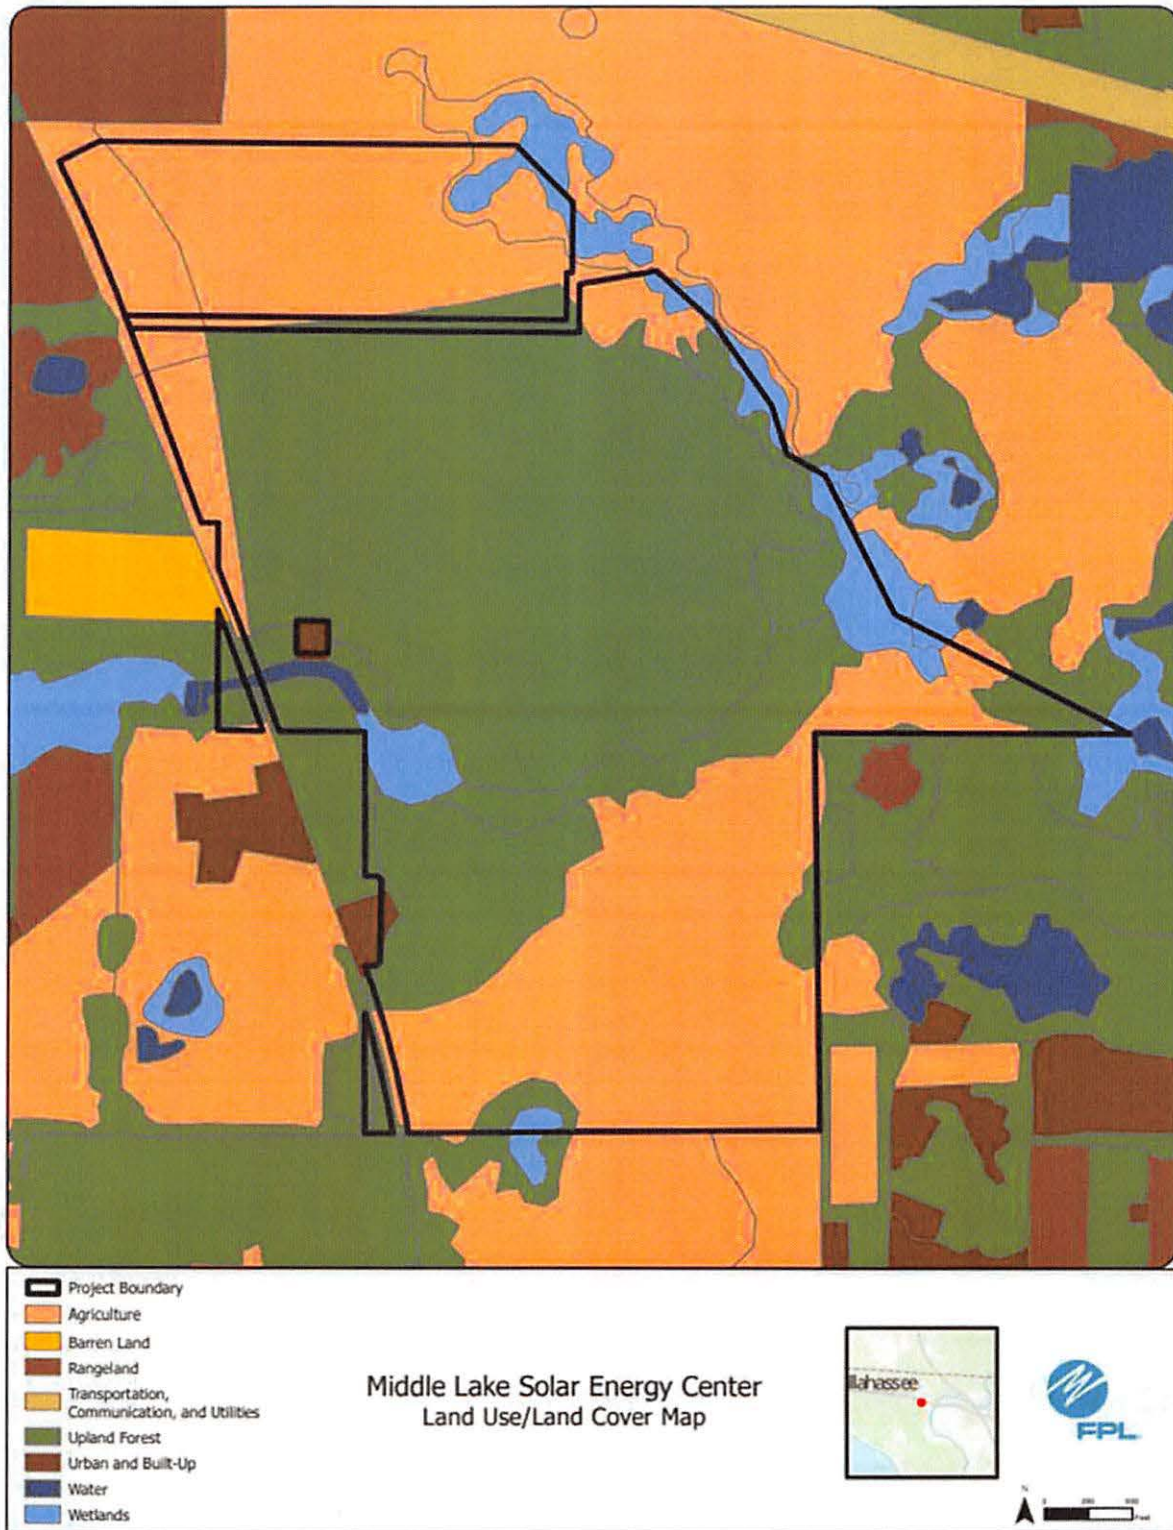 Project Boundary
Agriculture
Barren Land
Rangeland
Transportation,
Communication, and Utilities
Upland Forest
Urban and Built-Up
Water
Wetlands
Middle Lake Solar Energy Center
Land Use/Land Cover Map
llahassee
FPL
N
Feet